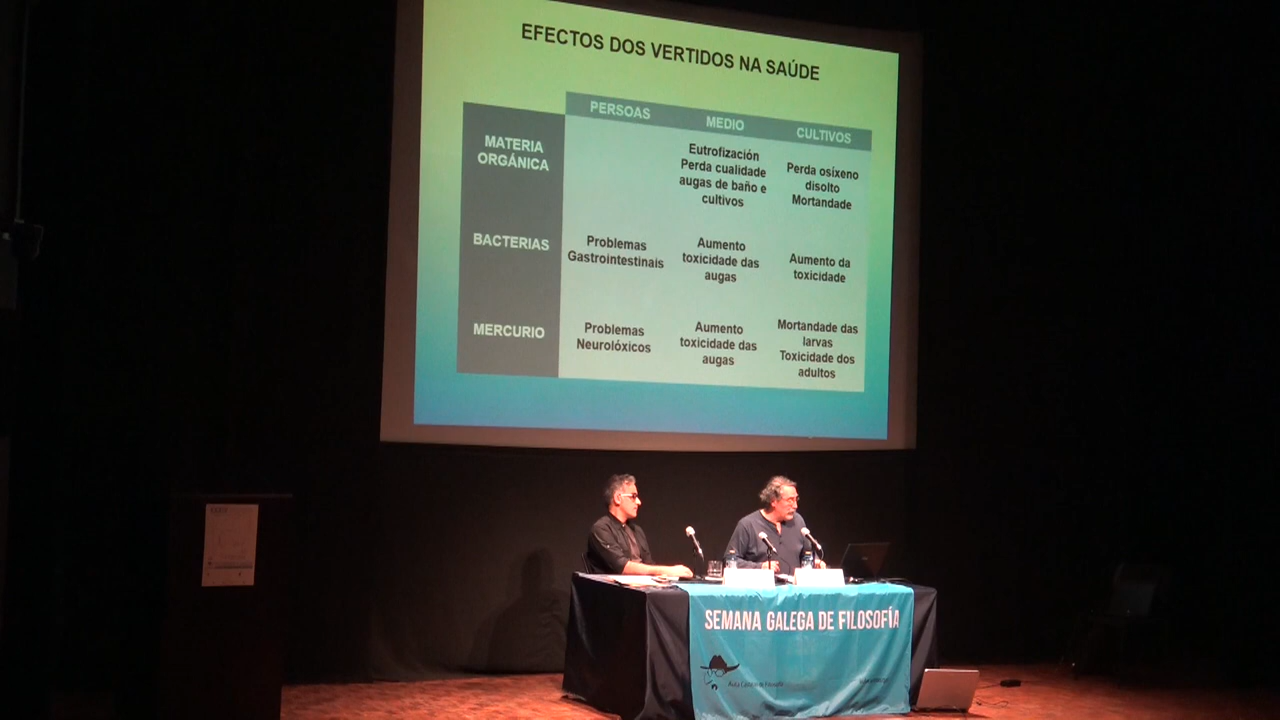 EFECTOS DOS VERTIDOS NA SAÚDE
PERSOAS
MEDIO
CULTIVOS
MATERIA
ORGÁNICA
Eutrofización
Perda cualidade
augas de baño e
cultivos
Perda osíxeno
disolto
Mortandade
BACTERIAS
Problemas
Gastrointestinais
Aumento
toxicidade das
augas
Aumento da
toxicidade
MERCURIO
Problemas
Neurolóxicos
Aumento
toxicidade das
augas
Mortandade das
larvas
Toxicidade dos
adultos
SEMANA GALEGA DE FILOSOFÍA